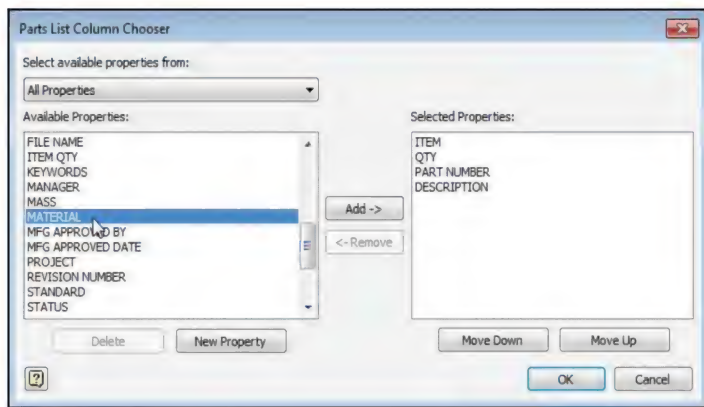 Parts List Column Chooser
Select available properties from:
All Properties
Available Properties:
FILE NAME
ITEM QTY
KEYWORDS
MANAGER
MASS
MATERIAL
MFG APPROVED BY
MFG APPROVED DATE
PROJECT
REVISION NUMBER
STANDARD
STATUS
Add ->
<- Remove
Selected Properties:
ITEM
QTY
PART NUMBER
DESCRIPTION
Delete
New Property
Move Down
Move Up
?
OK
Cancel